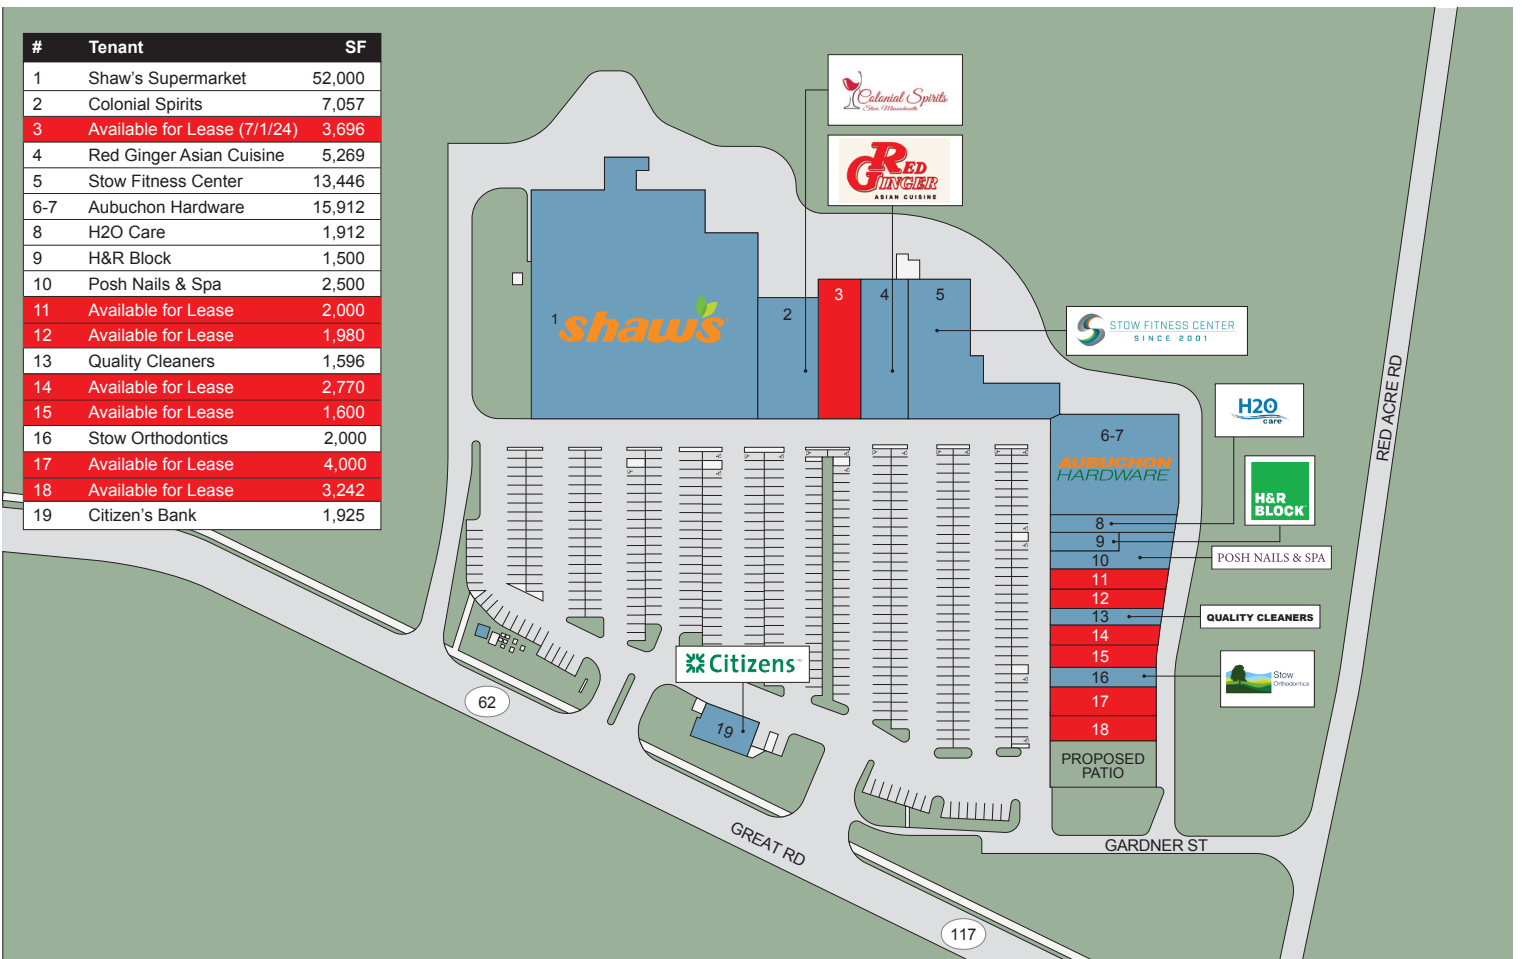 # Tenant SF
1 Shaw's Supermarket 52,000
2 Colonial Spirits 7,057
3 Available for Lease (7/1/24) 3,696
4 Red Ginger Asian Cuisine 5,269
5 Stow Fitness Center 13,446
6-7 Aubuchon Hardware 15,912
8 H2O Care 1,912
9 H&R Block 1,500
10 Posh Nails & Spa 2,500
11 Available for Lease 2,000
12 Available for Lease 1,980
13 Quality Cleaners 1,596
14 Available for Lease 2,770
15 Available for Lease 1,600
16 Stow Orthodontics 2,000
17 Available for Lease 4,000
18 Available for Lease 3,242
19 Citizen's Bank 1,925
Colonial Spirits
Stow, Massachusetts
RED
GINGER
ASIAN CUISINE
1
shaw's
2
3
4
5
STOW FITNESS CENTER
SINCE 2001
H2O
care
6-7
AUBUCHON
HARDWARE
H&R
BLOCK
8
9
10
POSH NAILS & SPA
11
12
13
QUALITY CLEANERS
14
15
16
Stow
Orthodontics
17
18
PROPOSED
PATIO
Citizens™
19
62
GREAT RD
117
GARDNER ST
RED ACRE RD